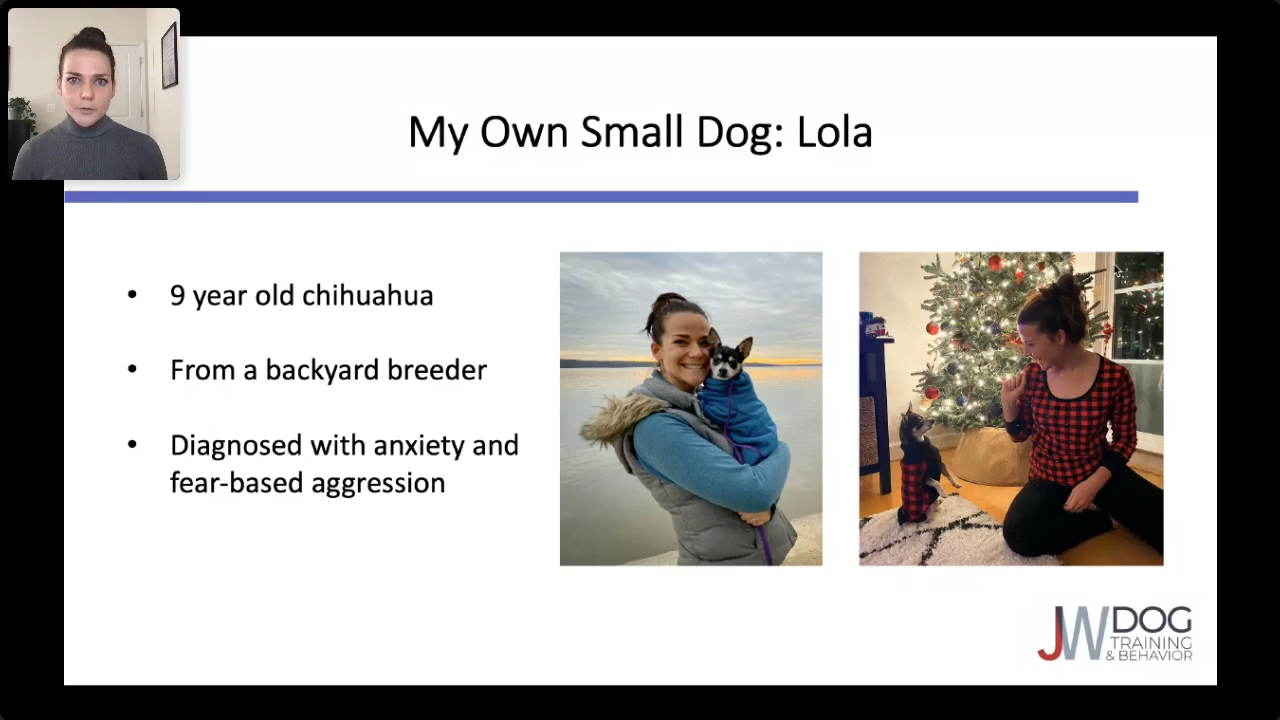 My Own Small Dog: Lola
• 9 year old chihuahua
• From a backyard breeder
• Diagnosed with anxiety and
fear-based aggression
JW DOG
TRAINING
& BEHAVIOR